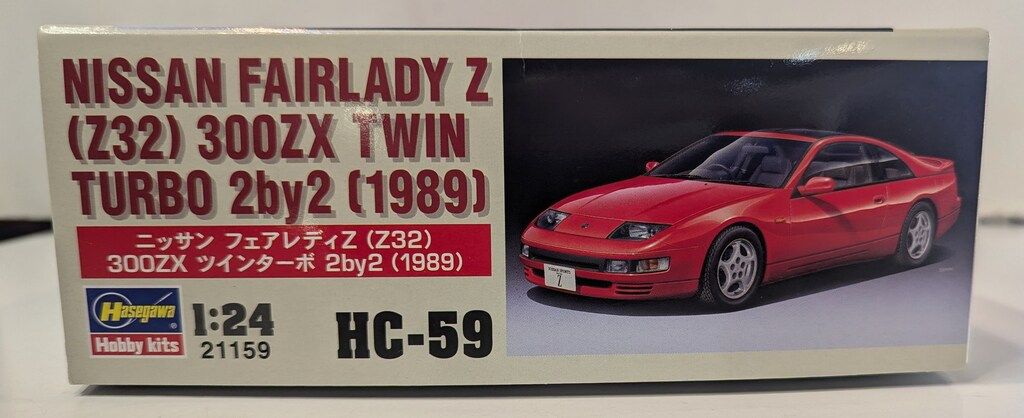 NISSAN FAIRLADY Z
(Z32) 300ZX TWIN
TURBO 2by2 (1989)
ニッサン フェアレディZ (Z32)
300ZX ツインターボ 2by2 (1989)
Hasegawa
Hobby kits
1:24
21159
HC-59
Z